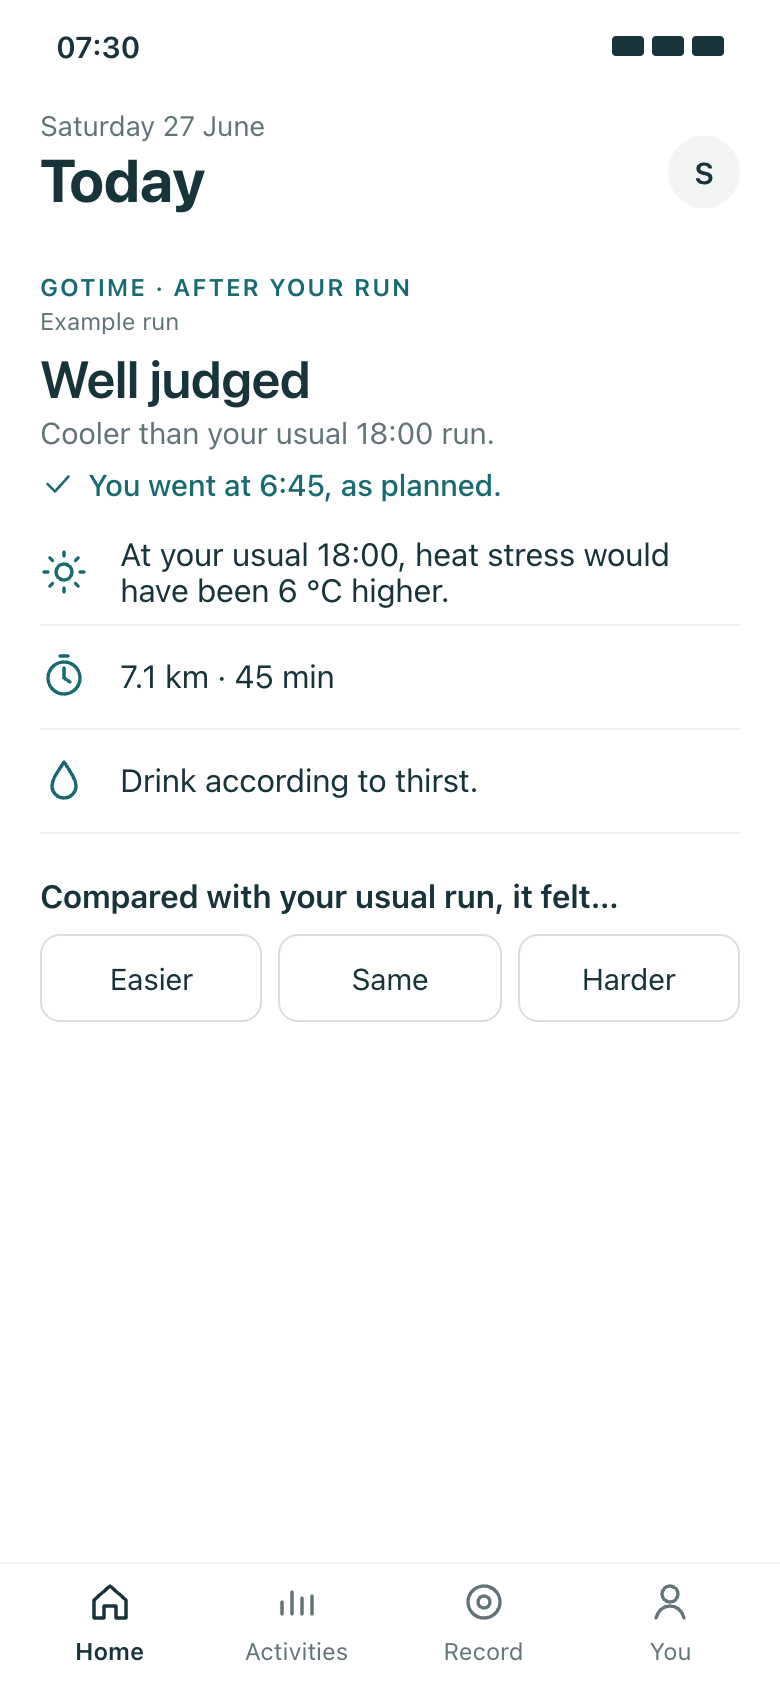 07:30
Saturday 27 June
Today
S
GOTIME · AFTER YOUR RUN
Example run
Well judged
Cooler than your usual 18:00 run.
You went at 6:45, as planned.
At your usual 18:00, heat stress would
have been 6 °C higher.
7.1 km · 45 min
Drink according to thirst.
Compared with your usual run, it felt…
Easier
Same
Harder
Home
Activities
Record
You